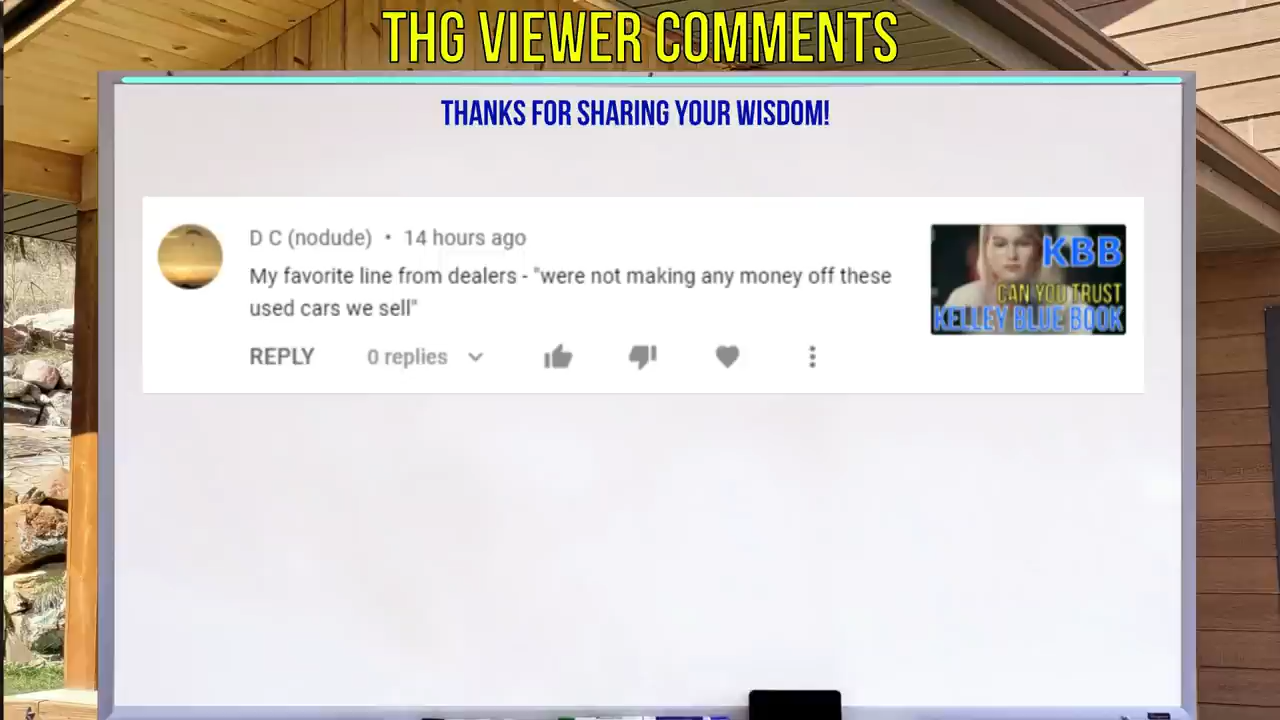 THG VIEWER COMMENTS
THANKS FOR SHARING YOUR WISDOM!
D C (nodude) • 14 hours ago
My favorite line from dealers - "were not making any money off these
used cars we sell"
REPLY 0 replies
KBB
CAN YOU TRUST
KELLEY BLUE BOOK